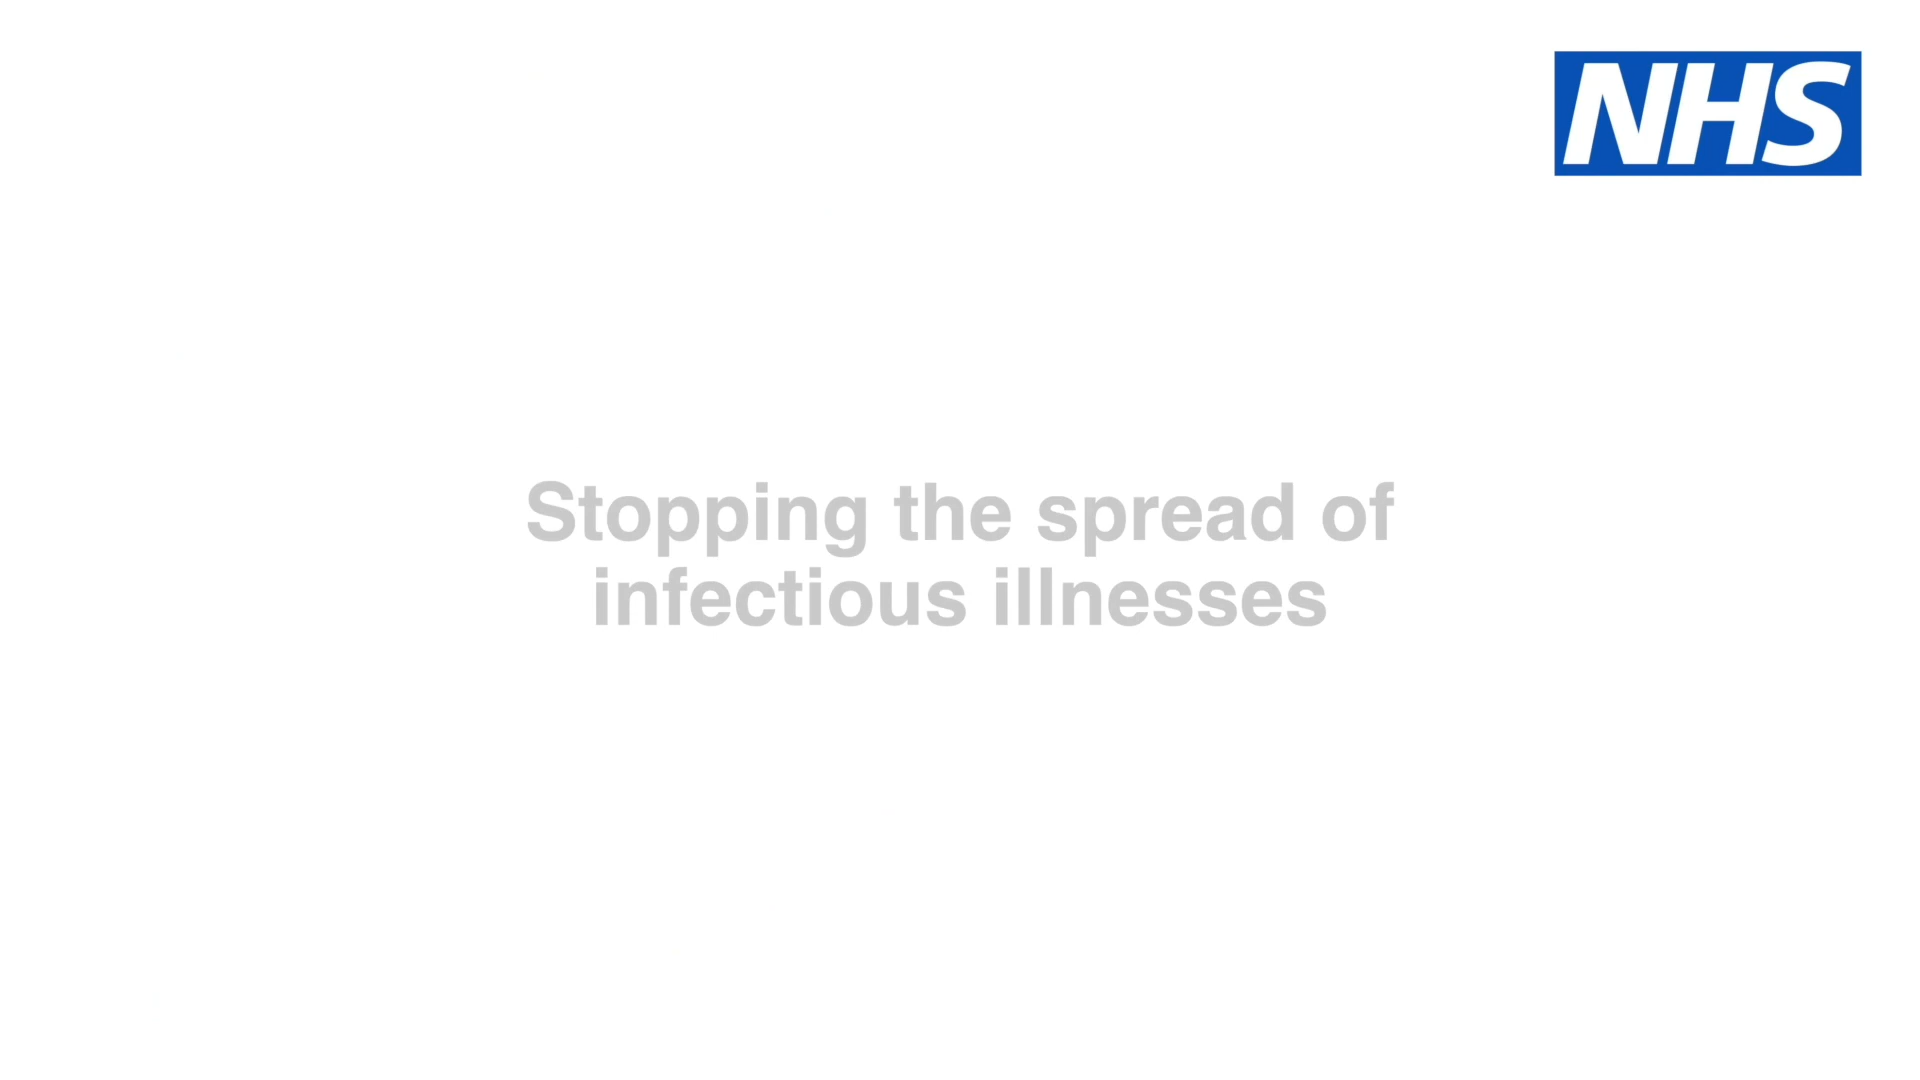 NHS
Stopping the spread of
infectious illnesses